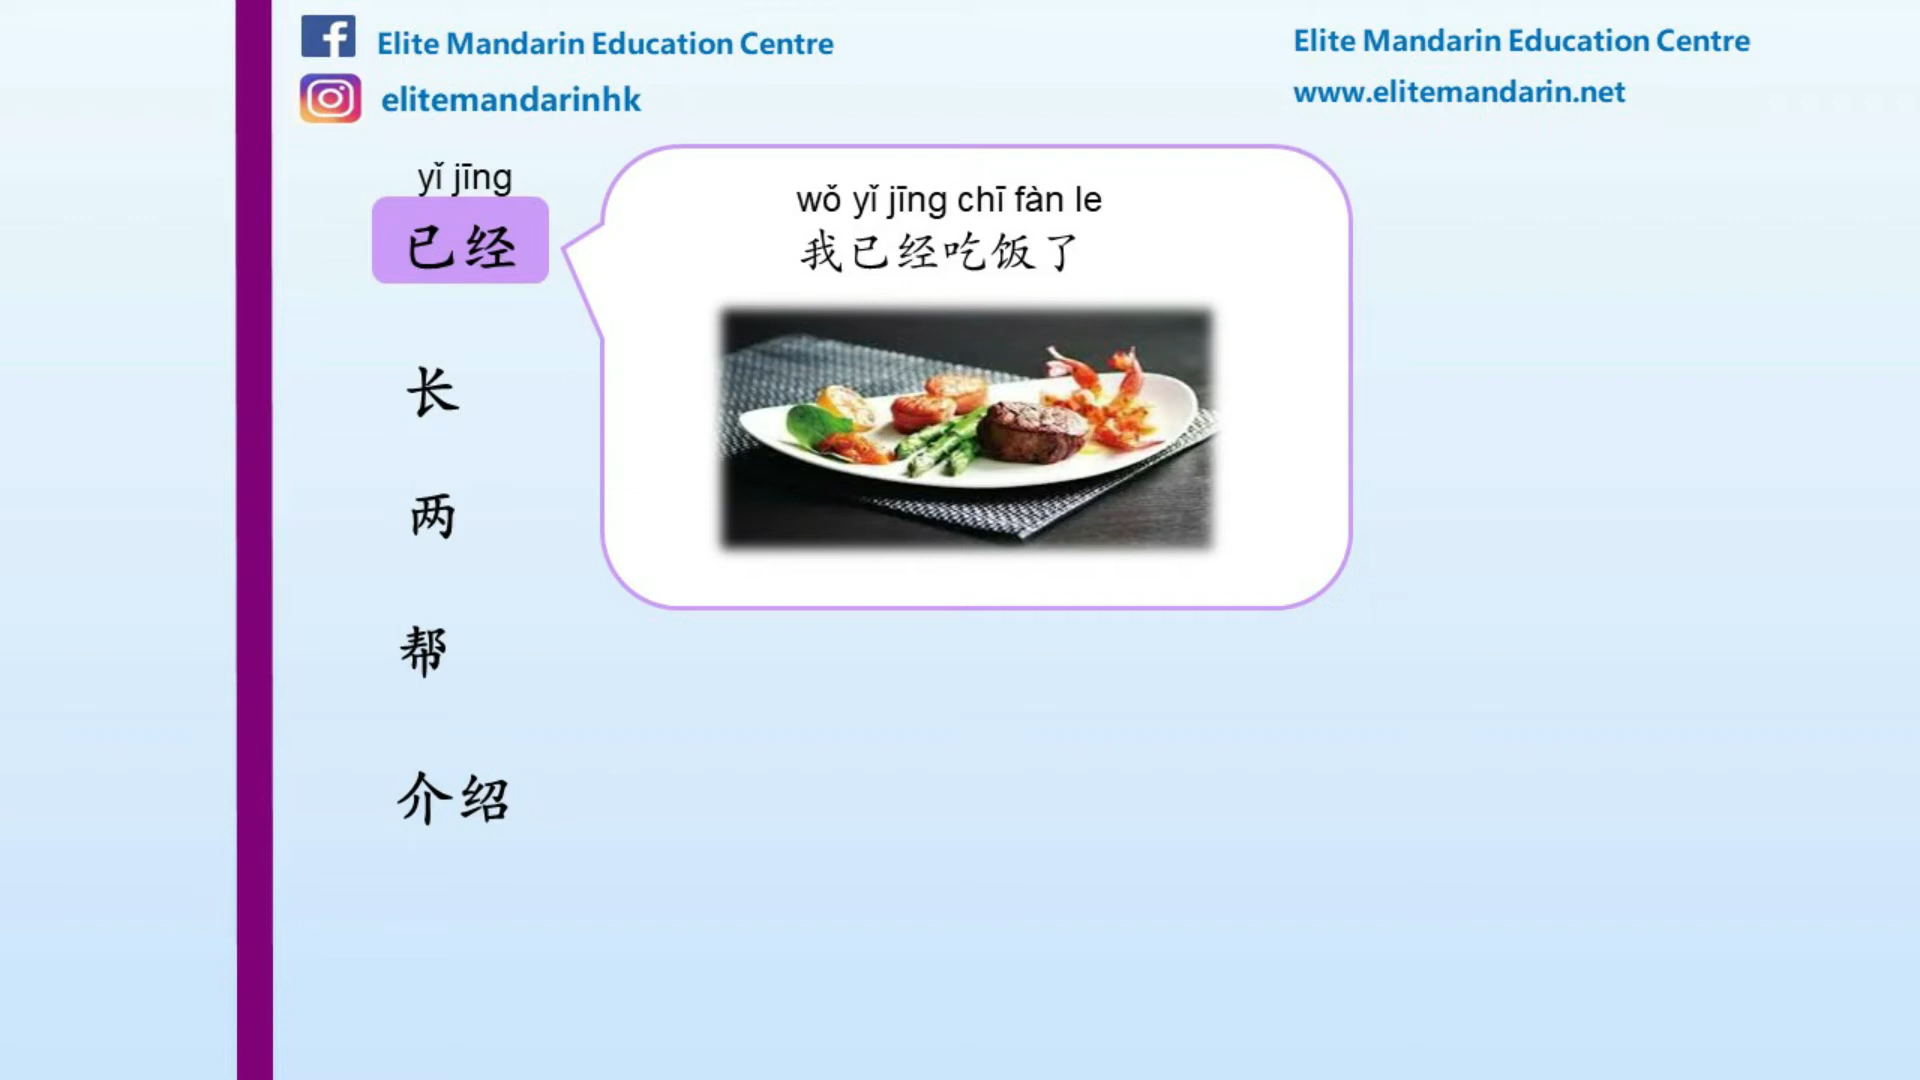 Elite Mandarin Education Centre
elitemandarinhk
Elite Mandarin Education Centre
www.elitemandarin.net
yǐ jīng
已经
wǒ yǐ jīng chī fàn le
我已经吃饭了
长
两
帮
介绍